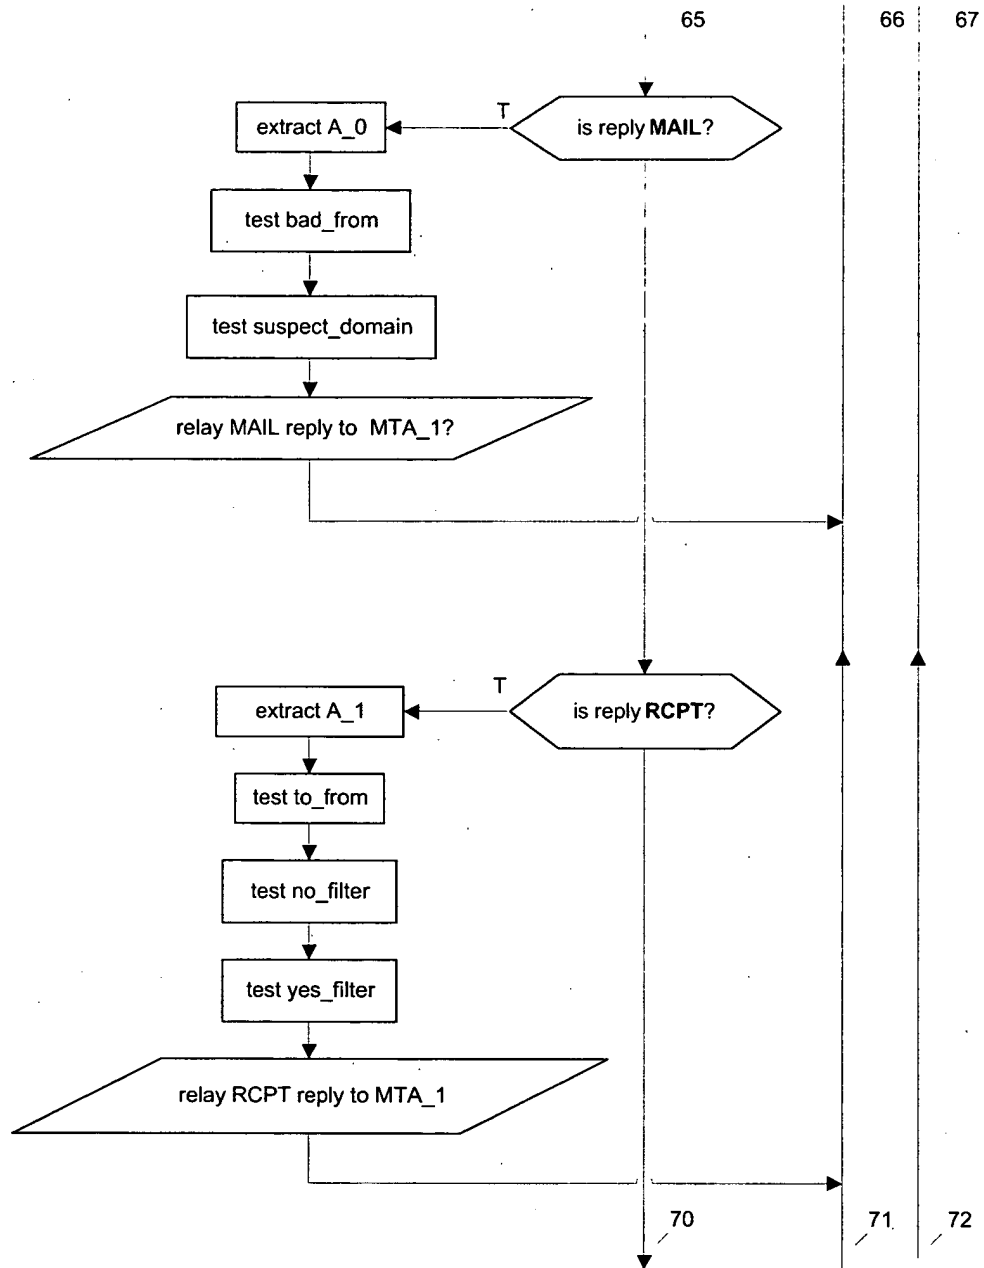 65 66 67
T
is reply MAIL?
extract A_0
test bad_from
test suspect_domain
relay MAIL reply to MTA_1?
T
is reply RCPT?
extract A_1
test to_from
test no_filter
test yes_filter
relay RCPT reply to MTA_1
70 71 72